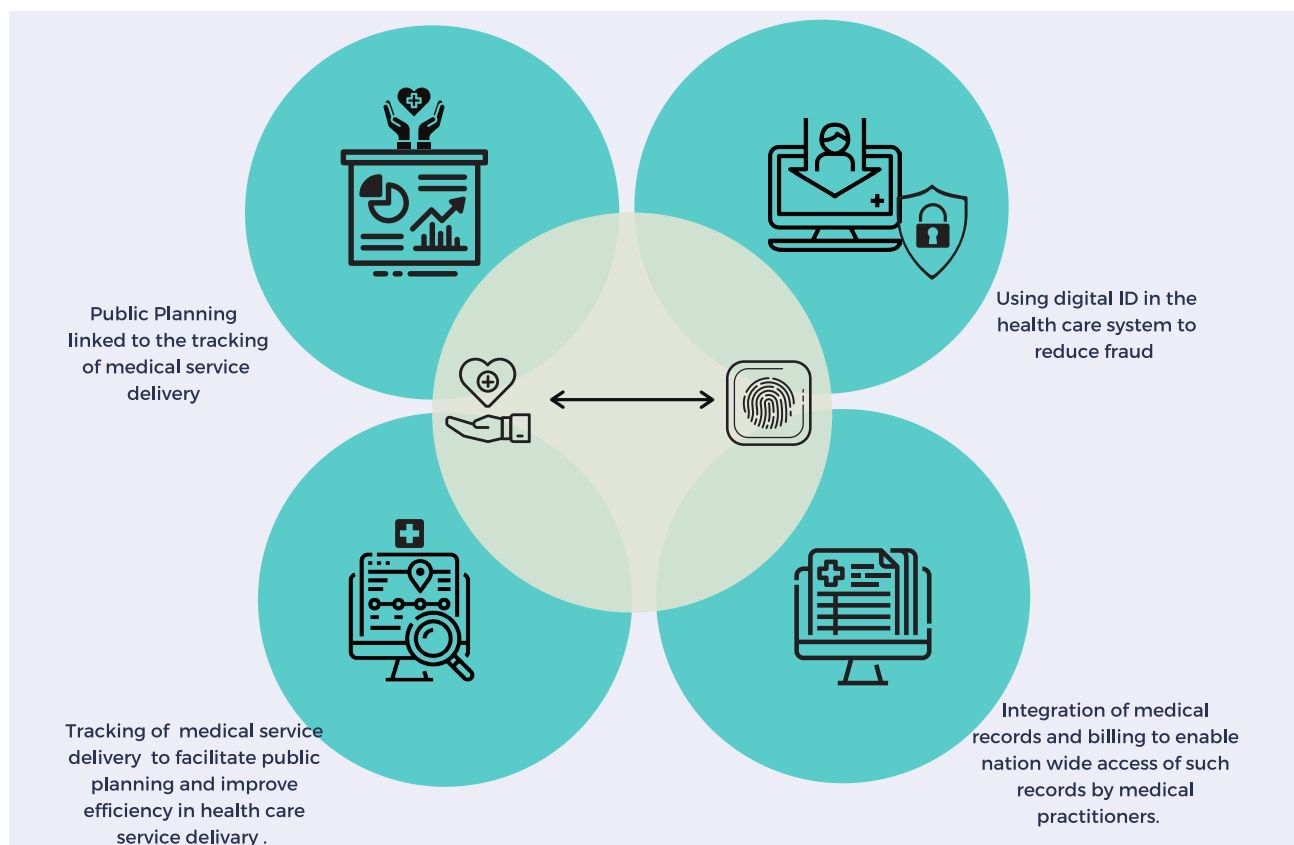 Public Planning
linked to the tracking
of medical service
delivery
Using digital ID in the
health care system to
reduce fraud
Tracking of medical service
delivery to facilitate public
planning and improve
efficiency in health care
service delivary .
Integration of medical
records and billing to enable
nation wide access of such
records by medical
practitioners.